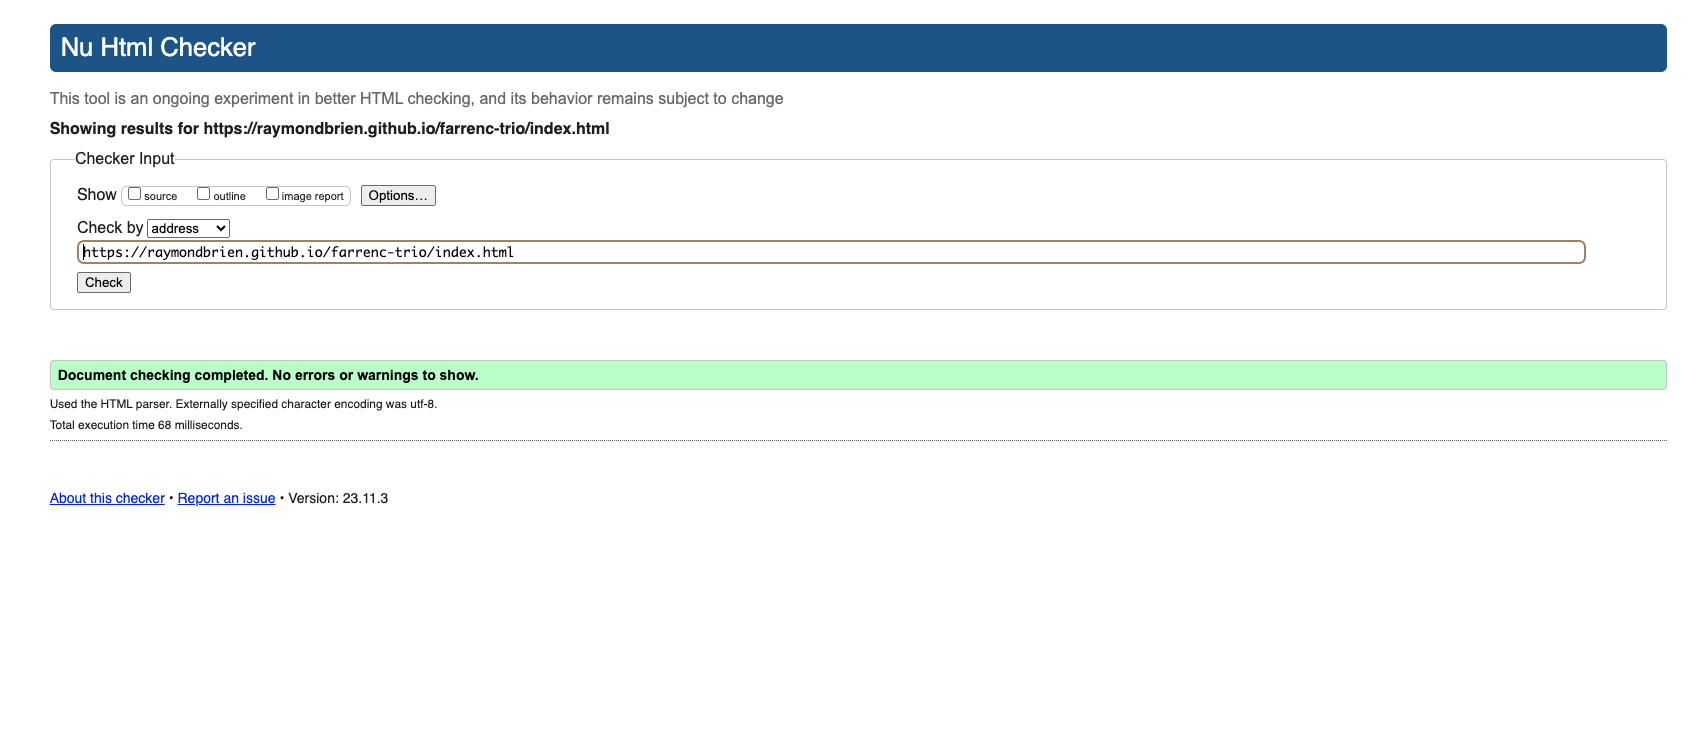 Nu Html Checker
This tool is an ongoing experiment in better HTML checking, and its behavior remains subject to change
Showing results for https://raymondbrien.github.io/farrenc-trio/index.html
Checker Input
Show source outline image report Options...
Check by address
https://raymondbrien.github.io/farrenc-trio/index.html
Check
Document checking completed. No errors or warnings to show.
Used the HTML parser. Externally specified character encoding was utf-8.
Total execution time 68 milliseconds.
About this checker • Report an issue • Version: 23.11.3